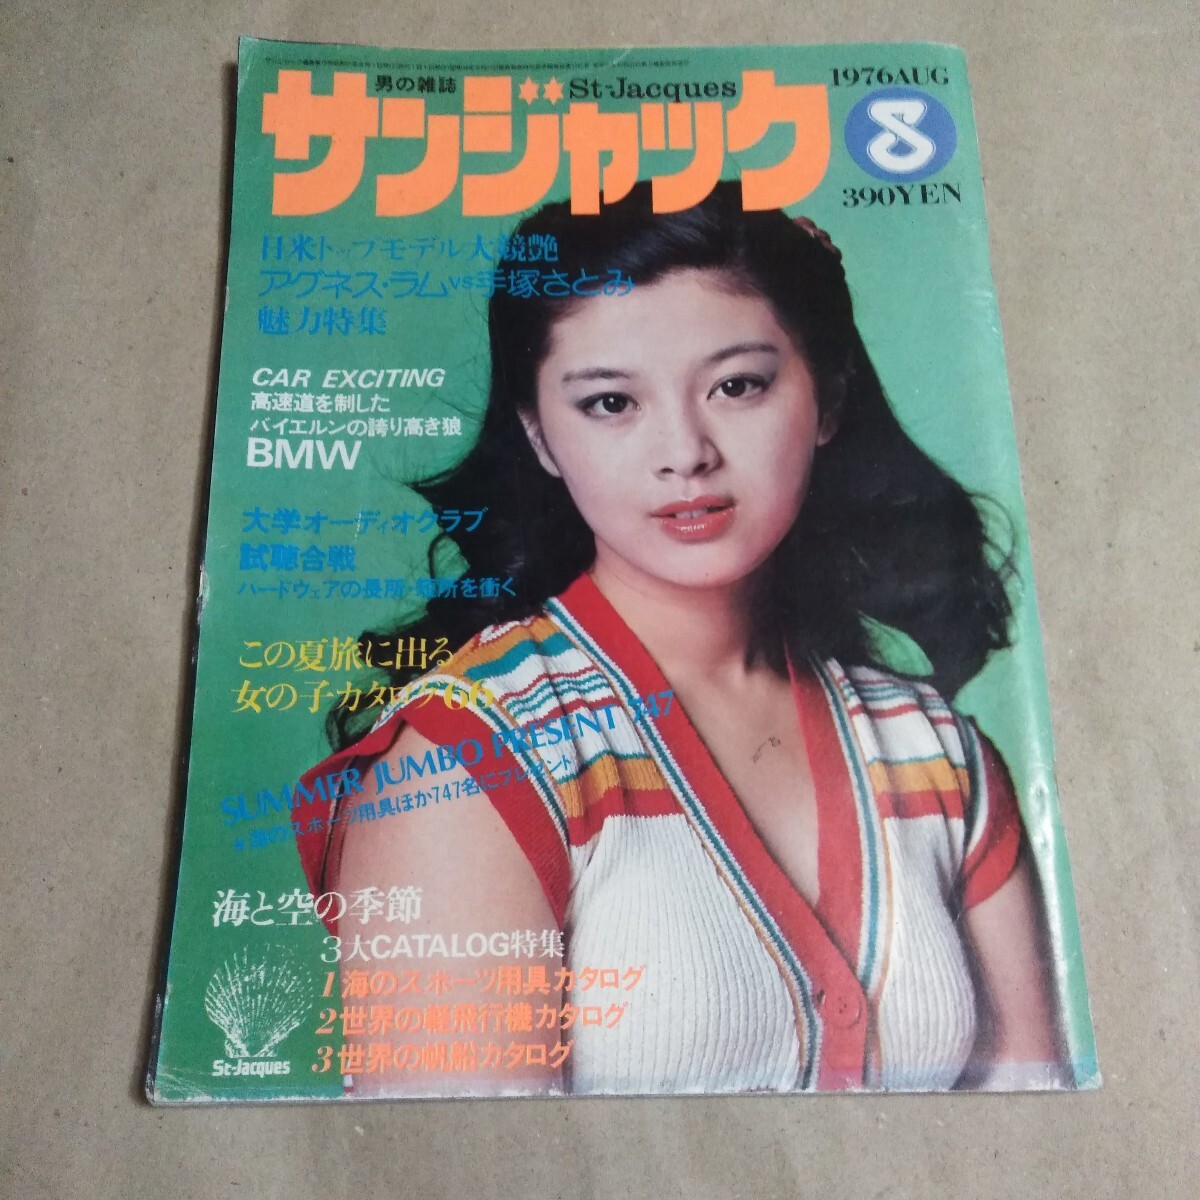 男の雑誌
St-Jacques
サンジャック
1976AUG
8
390YEN
日米トップモデル大競艶
アグネス・ラムvs手塚さとみ
魅力特集
CAR EXCITING
高速道を制した
バイエルンの誇り高き狼
BMW
大学オーディオクラブ
試聴合戦
ハードウェアの長所・短所を衝く
この夏旅に出る
女の子カタログ66
SUMMER JUMBO PRESENT 747
★海のスポーツ用具ほか747名にプレゼント
海と空の季節
3大CATALOG特集
1海のスポーツ用具カタログ
2世界の軽飛行機カタログ
3世界の帆船カタログ
St-Jacques